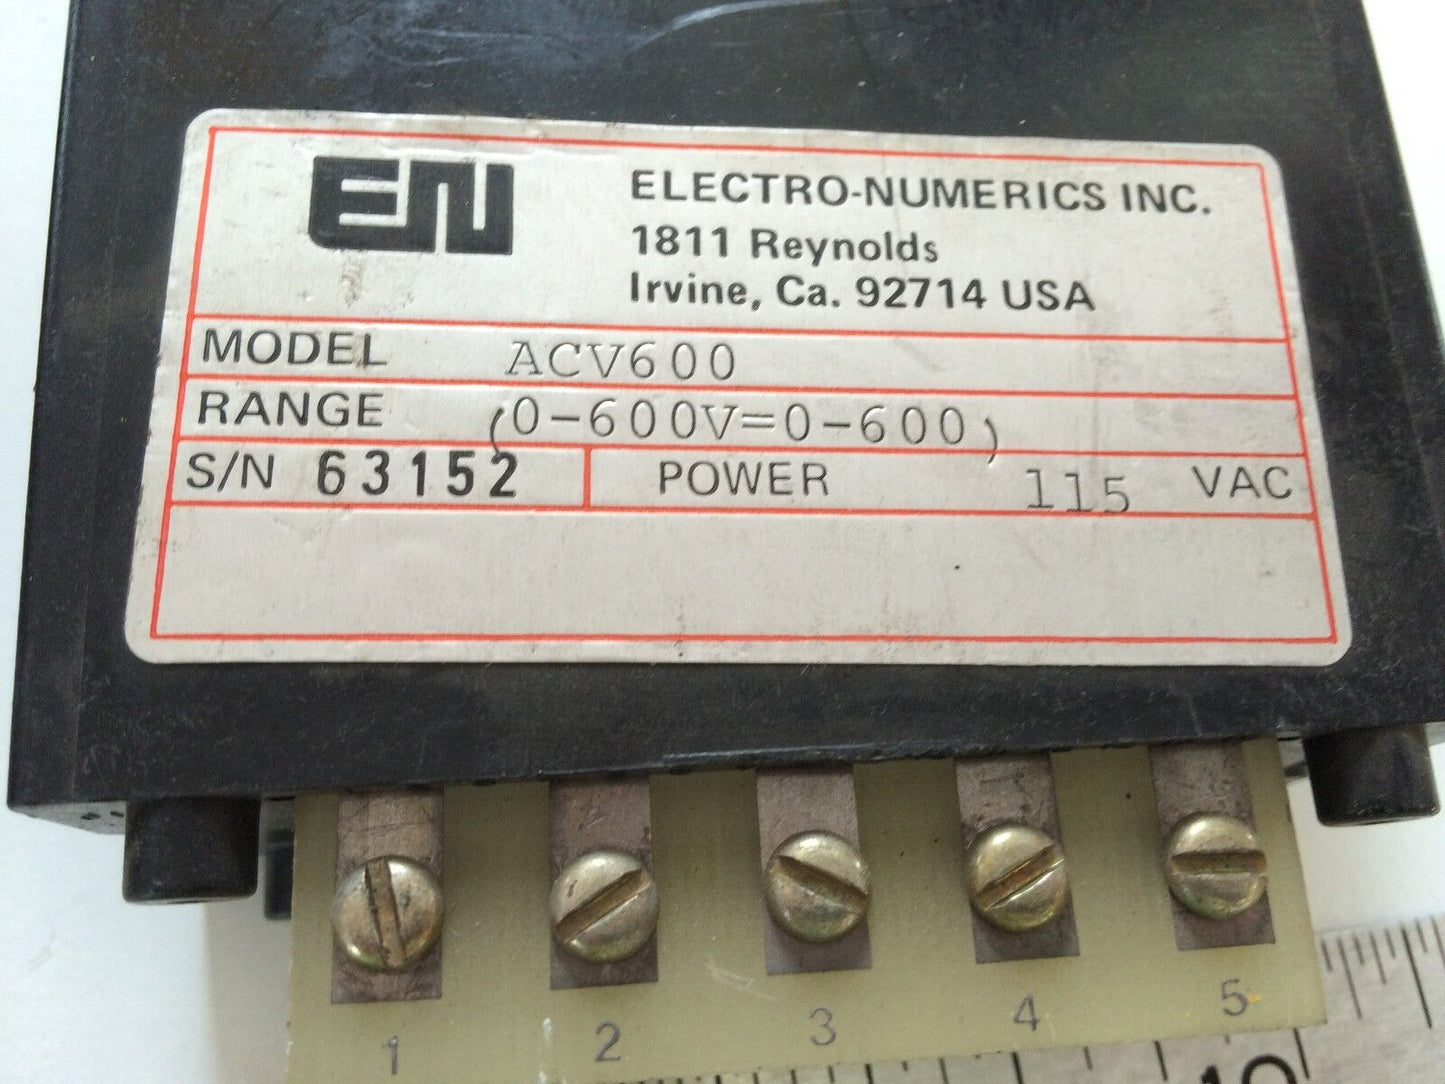 EN
ELECTRO-NUMERICS INC.
1811 Reynolds
Irvine, Ca. 92714 USA
MODEL ACV600
RANGE (0-600V=0-600)
S/N 63152 POWER 115 VAC
1 2 3 4 5
10